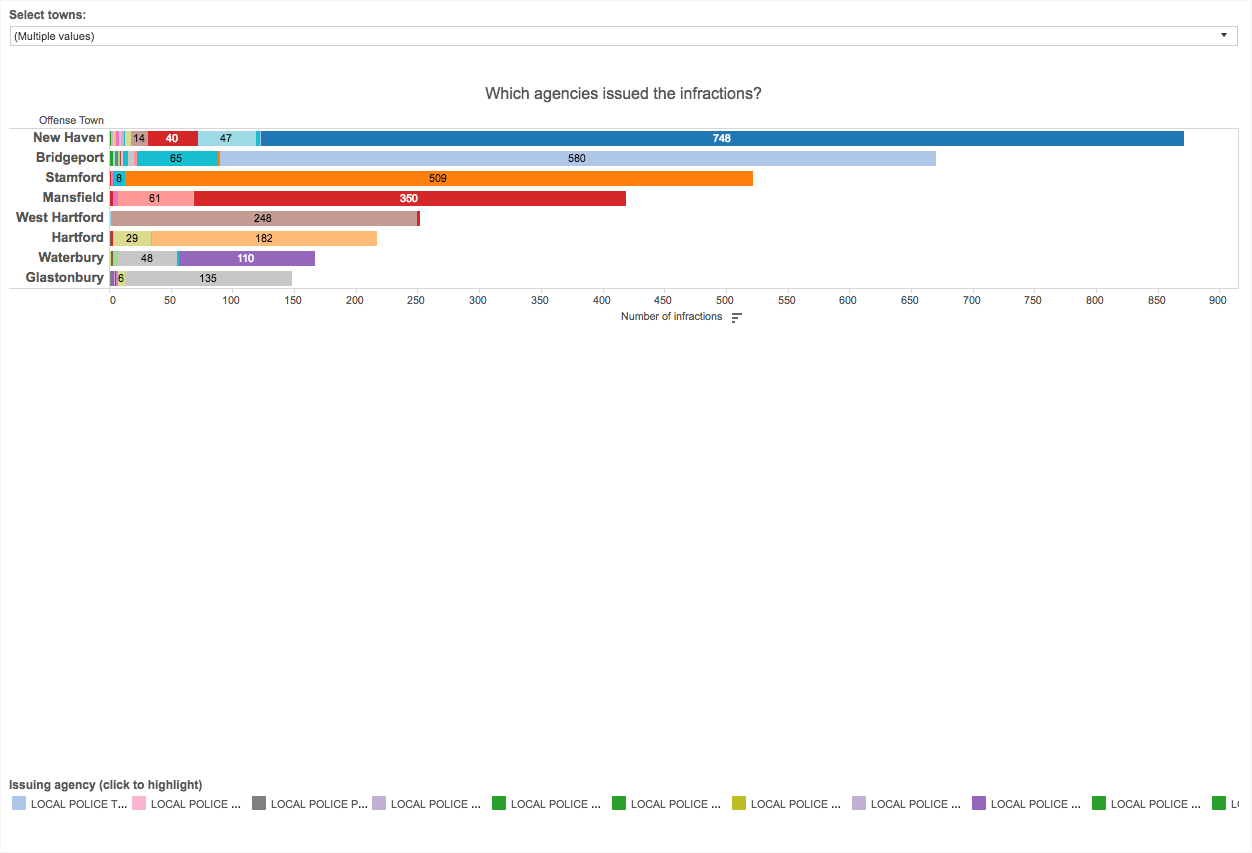 Select towns:
(Multiple values)
Which agencies issued the infractions?
Offense Town
New Haven 14 40 47 748
Bridgeport 65 580
Stamford 8 509
Mansfield 61 350
West Hartford 248
Hartford 29 182
Waterbury 48 110
Glastonbury 6 135
0 50 100 150 200 250 300 350 400 450 500 550 600 650 700 750 800 850 900
Number of infractions
Issuing agency (click to highlight)
LOCAL POLICE T... LOCAL POLICE ... LOCAL POLICE P... LOCAL POLICE ... LOCAL POLICE ... LOCAL POLICE ... LOCAL POLICE ... LOCAL POLICE ... LOCAL POLICE ... LOCAL POLICE ...